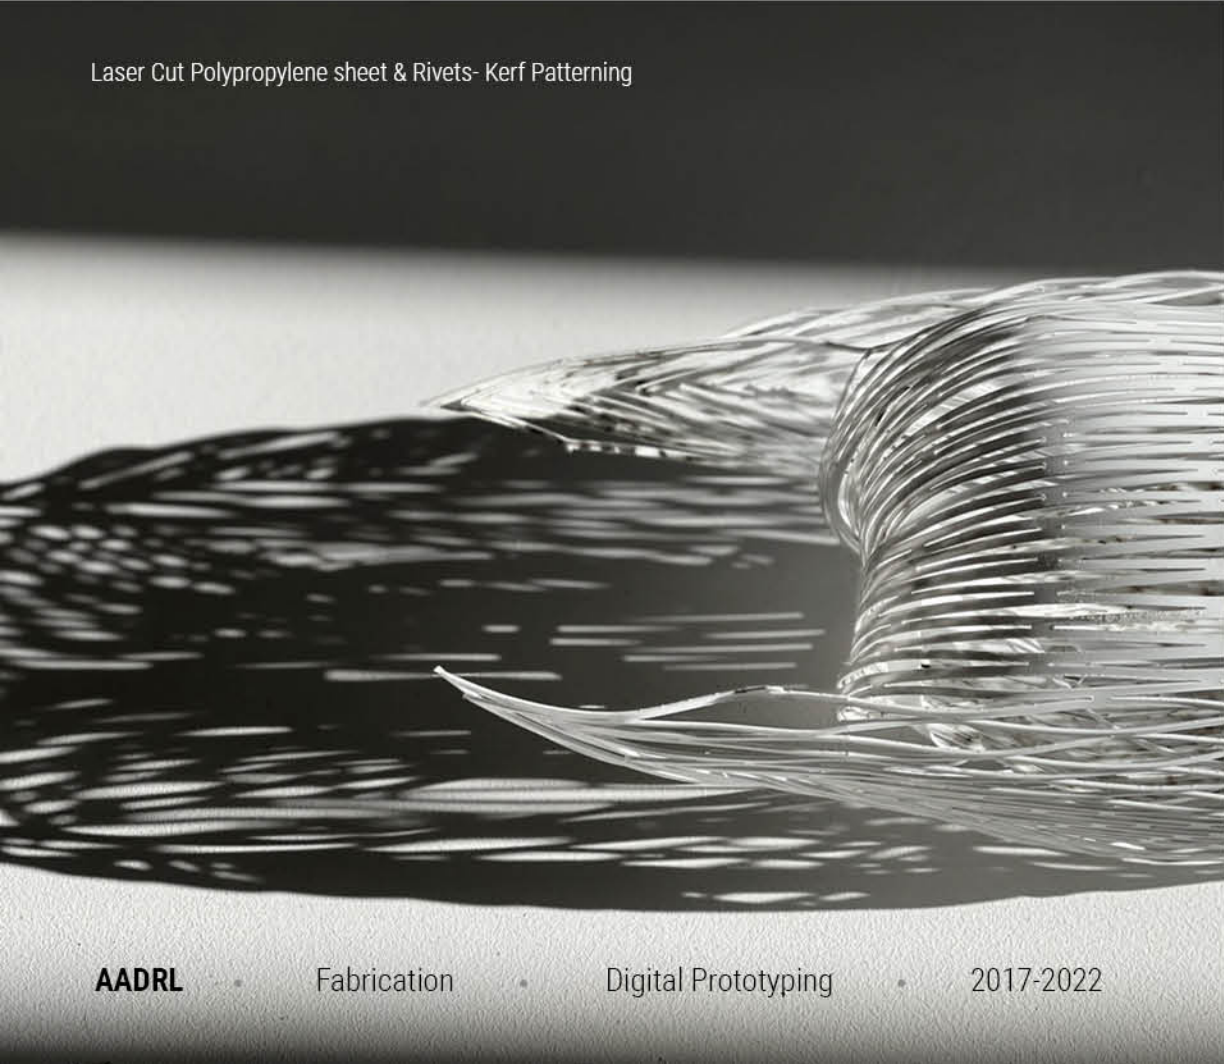 Laser Cut Polypropylene sheet & Rivets- Kerf Patterning
AADRL • Fabrication • Digital Prototyping • 2017-2022